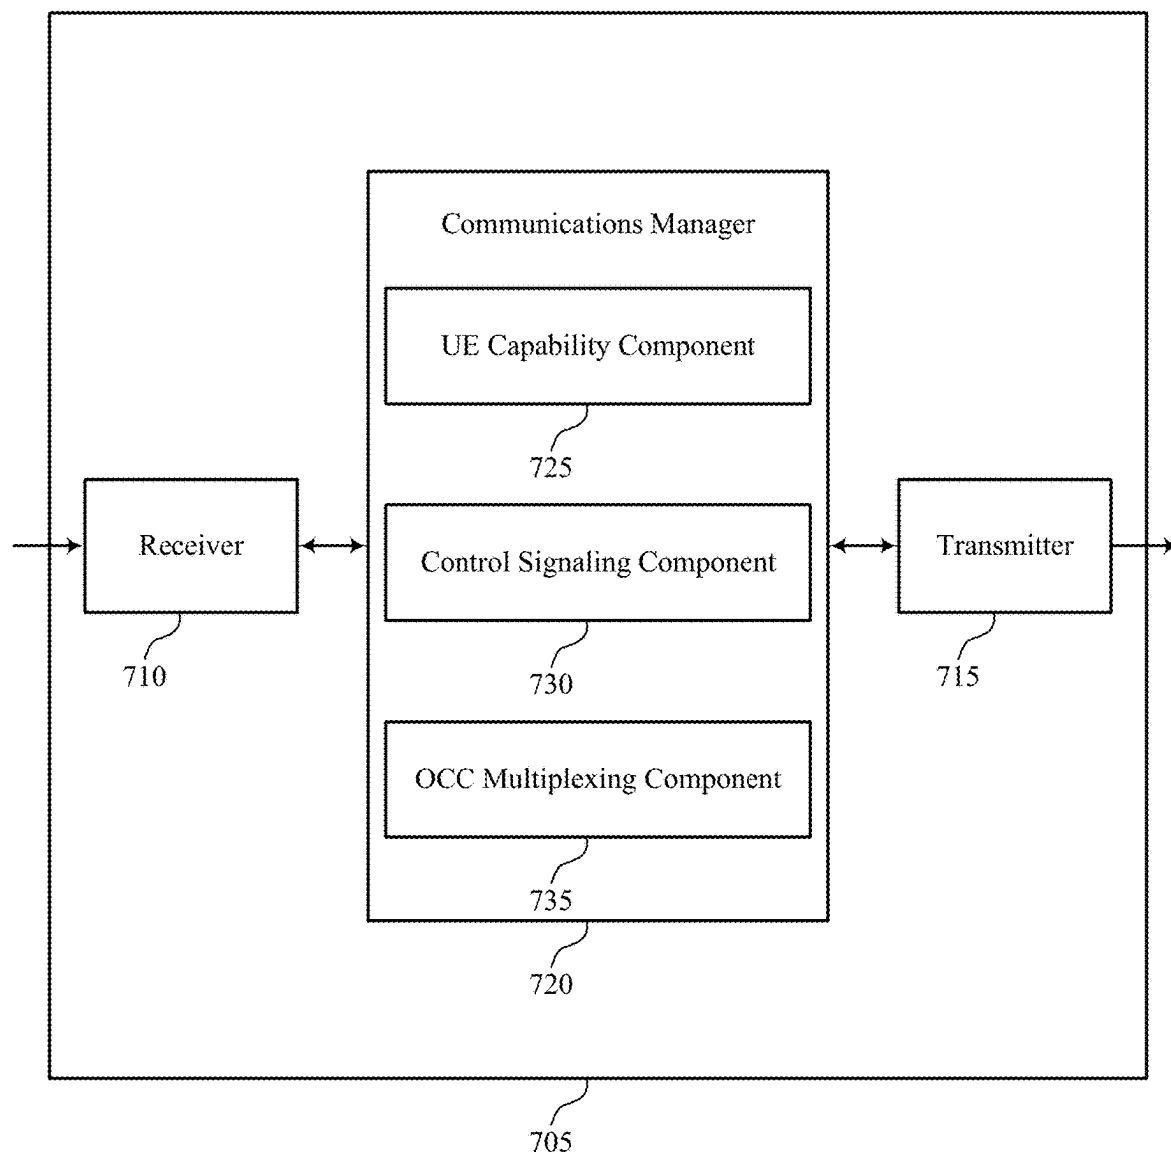 Communications Manager
UE Capability Component
725
Receiver
710
Control Signaling Component
730
Transmitter
715
OCC Multiplexing Component
735
720
705